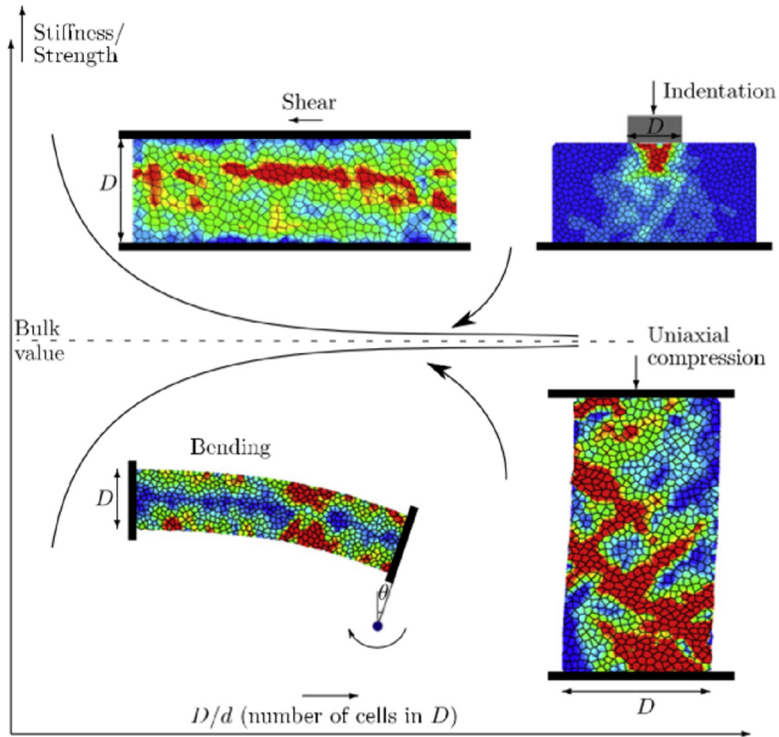 Stiffness/
Strength
Shear
D
Indentation
D
Bulk
value
Uniaxial
compression
Bending
D
θ
D
D/d (number of cells in D)